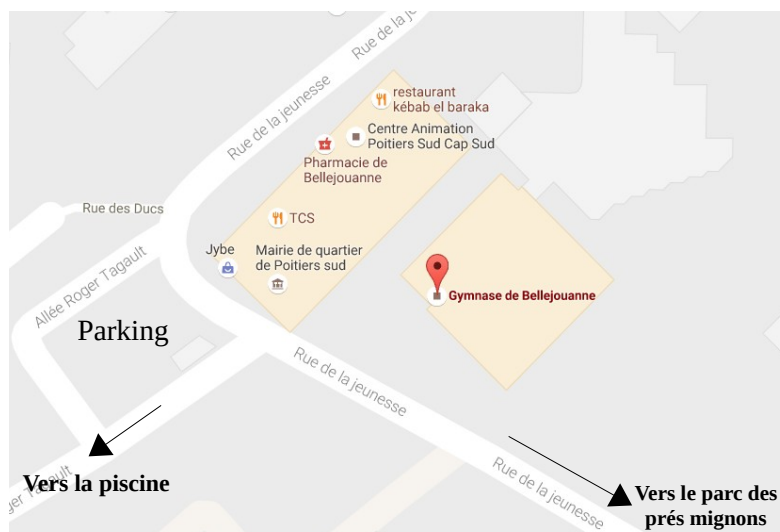 Rue de la jeunesse
restaurant
kébab el baraka
Rue de la jeunesse
Centre Animation
Poitiers Sud Cap Sud
Pharmacie de
Bellejouanne
Rue des Ducs
TCS
Jybe
Mairie de quartier
de Poitiers sud
Allée Roger Tagault
Gymnase de Bellejouanne
Parking
Rue de la jeunesse
Vers la piscine
ger Tagault
Rue de la jeunesse
Vers le parc des
prés mignons